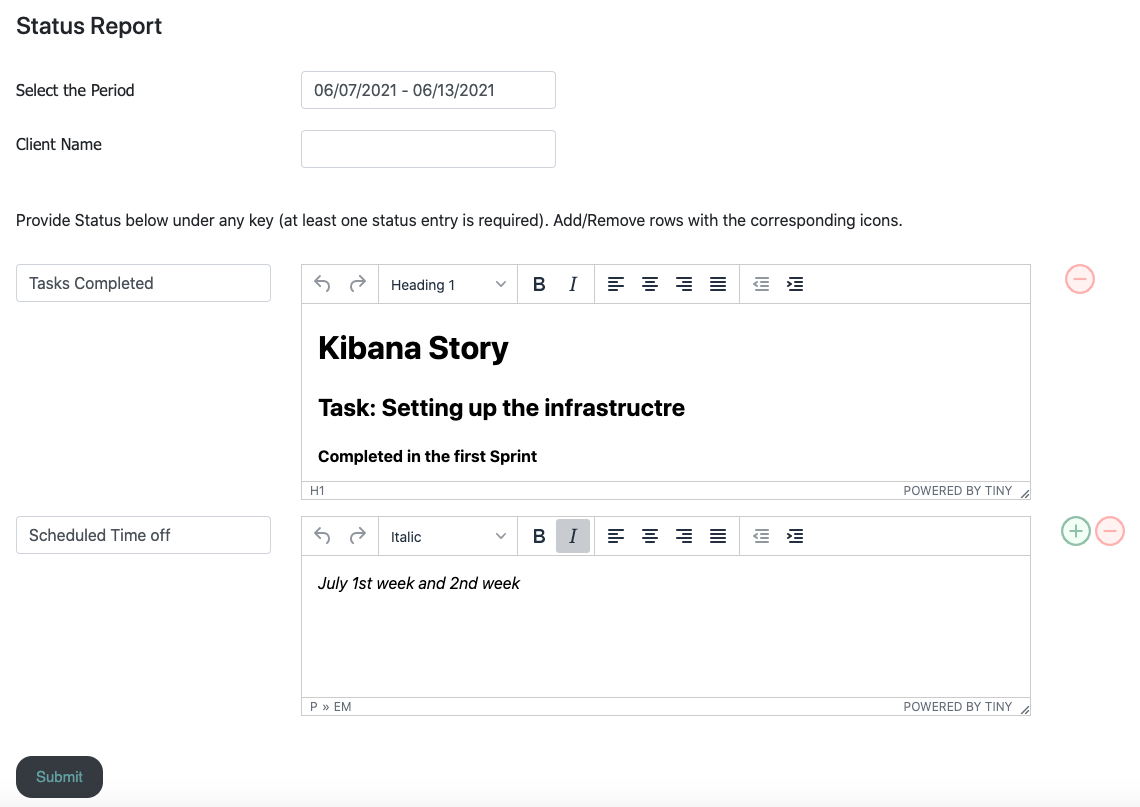 Status Report
Select the Period
06/07/2021 - 06/13/2021
Client Name
Provide Status below under any key (at least one status entry is required). Add/Remove rows with the corresponding icons.
Tasks Completed
Heading 1
B I
Kibana Story
Task: Setting up the infrastructre
Completed in the first Sprint
H1
POWERED BY TINY
Scheduled Time off
Italic
B I
July 1st week and 2nd week
P » EM
POWERED BY TINY
Submit